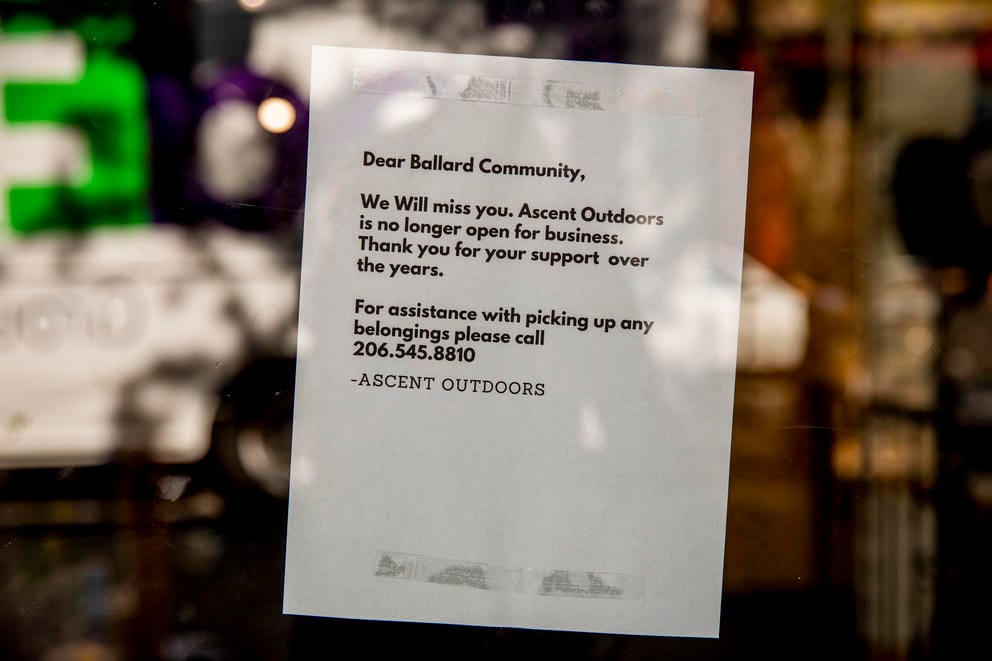 Dear Ballard Community,
We Will miss you. Ascent Outdoors
is no longer open for business.
Thank you for your support  over
the years.
For assistance with picking up any
belongings please call
206.545.8810
-ASCENT OUTDOORS